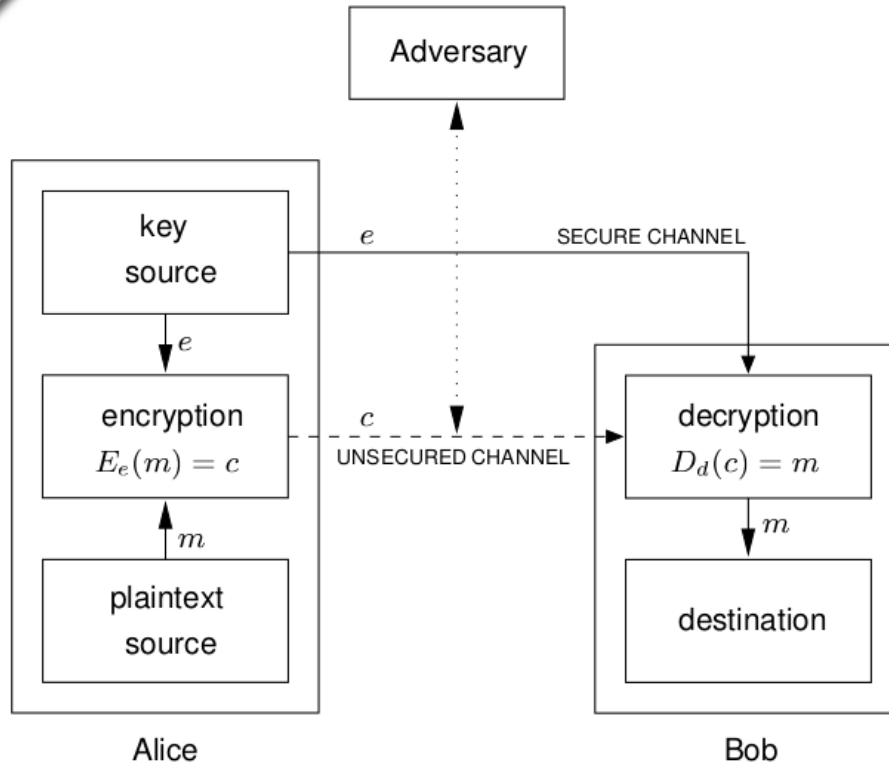 Adversary
key
source
e
SECURE CHANNEL
e
encryption
E_e(m) = c
c
UNSECURED CHANNEL
decryption
D_d(c) = m
m
m
plaintext
source
destination
Alice
Bob